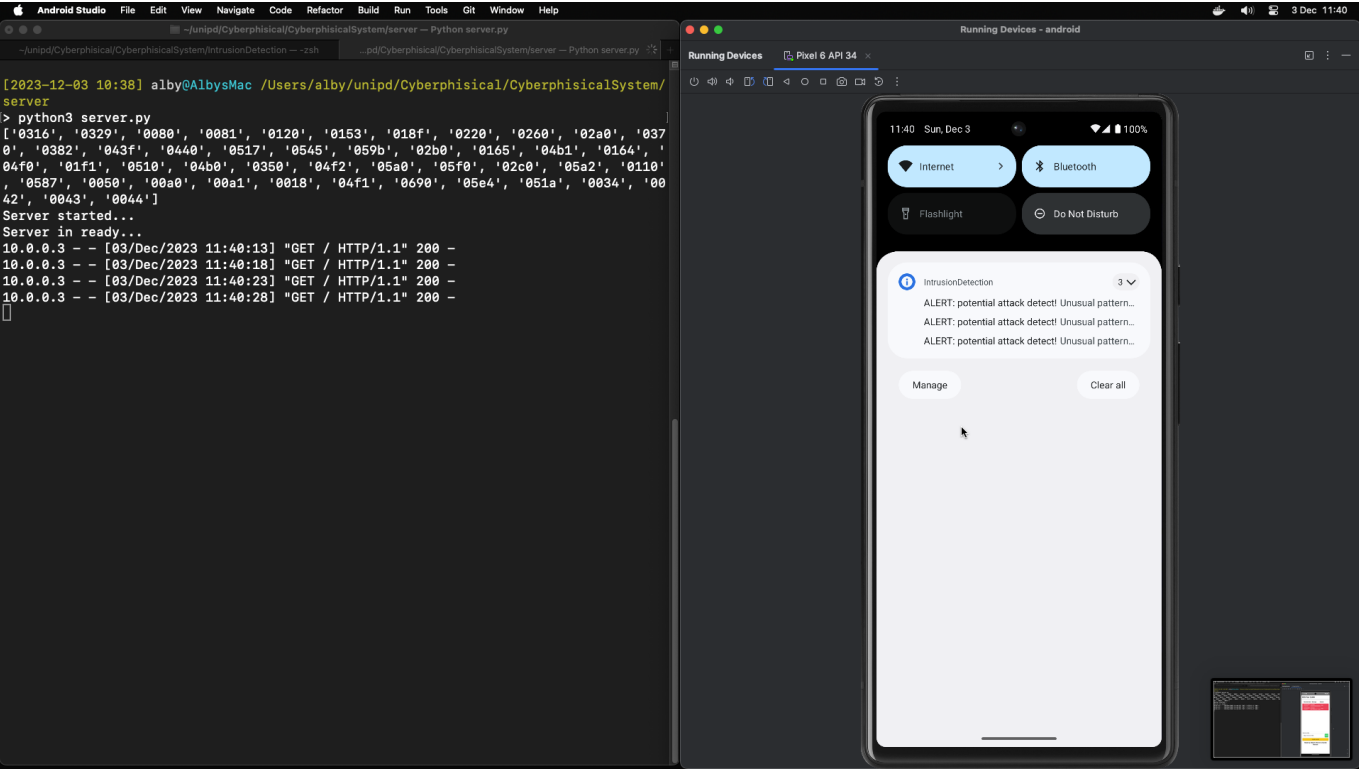 Android Studio File Edit View Navigate Code Refactor Build Run Tools Git Window Help 3 Dec 11:40
~/unipd/Cyberphisical/CyberphisicalSystem/server — Python server.py
~/unipd/Cyberphisical/CyberphisicalSystem/IntrusionDetection — -zsh
...pd/Cyberphisical/CyberphisicalSystem/server — Python server.py
[2023-12-03 10:38] alby@AlbysMac /Users/alby/unipd/Cyberphisical/CyberphisicalSystem/
server
> python3 server.py
['0316', '0329', '0080', '0081', '0120', '0153', '018f', '0220', '0260', '02a0', '037
0', '0382', '043f', '0440', '0517', '0545', '059b', '02b0', '0165', '04b1', '0164', '
04f0', '01f1', '0510', '04b0', '0350', '04f2', '05a0', '05f0', '02c0', '05a2', '0110'
, '0587', '0050', '00a0', '00a1', '0018', '04f1', '0690', '05e4', '051a', '0034', '00
42', '0043', '0044']
Server started...
Server in ready...
10.0.0.3 - - [03/Dec/2023 11:40:13] "GET / HTTP/1.1" 200 -
10.0.0.3 - - [03/Dec/2023 11:40:18] "GET / HTTP/1.1" 200 -
10.0.0.3 - - [03/Dec/2023 11:40:23] "GET / HTTP/1.1" 200 -
10.0.0.3 - - [03/Dec/2023 11:40:28] "GET / HTTP/1.1" 200 -
Running Devices - android
Running Devices Pixel 6 API 34
11:40 Sun, Dec 3 100%
Internet
Bluetooth
Flashlight
Do Not Disturb
IntrusionDetection 3
ALERT: potential attack detect! Unusual pattern...
ALERT: potential attack detect! Unusual pattern...
ALERT: potential attack detect! Unusual pattern...
Manage
Clear all